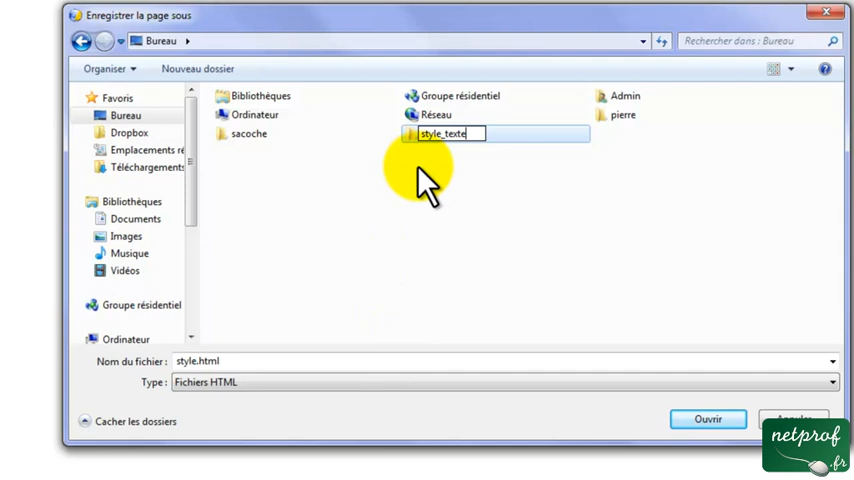 Enregistrer la page sous
Bureau
Rechercher dans : Bureau
Organiser
Nouveau dossier
Favoris
Bureau
Dropbox
Emplacements ré
Téléchargements
Bibliothèques
Documents
Images
Musique
Vidéos
Groupe résidentiel
Ordinateur
Bibliothèques
Groupe résidentiel
Admin
Ordinateur
Réseau
pierre
sacoche
style_texte
Nom du fichier : style.html
Type : Fichiers HTML
Cacher les dossiers
Ouvrir
netprof
.fr